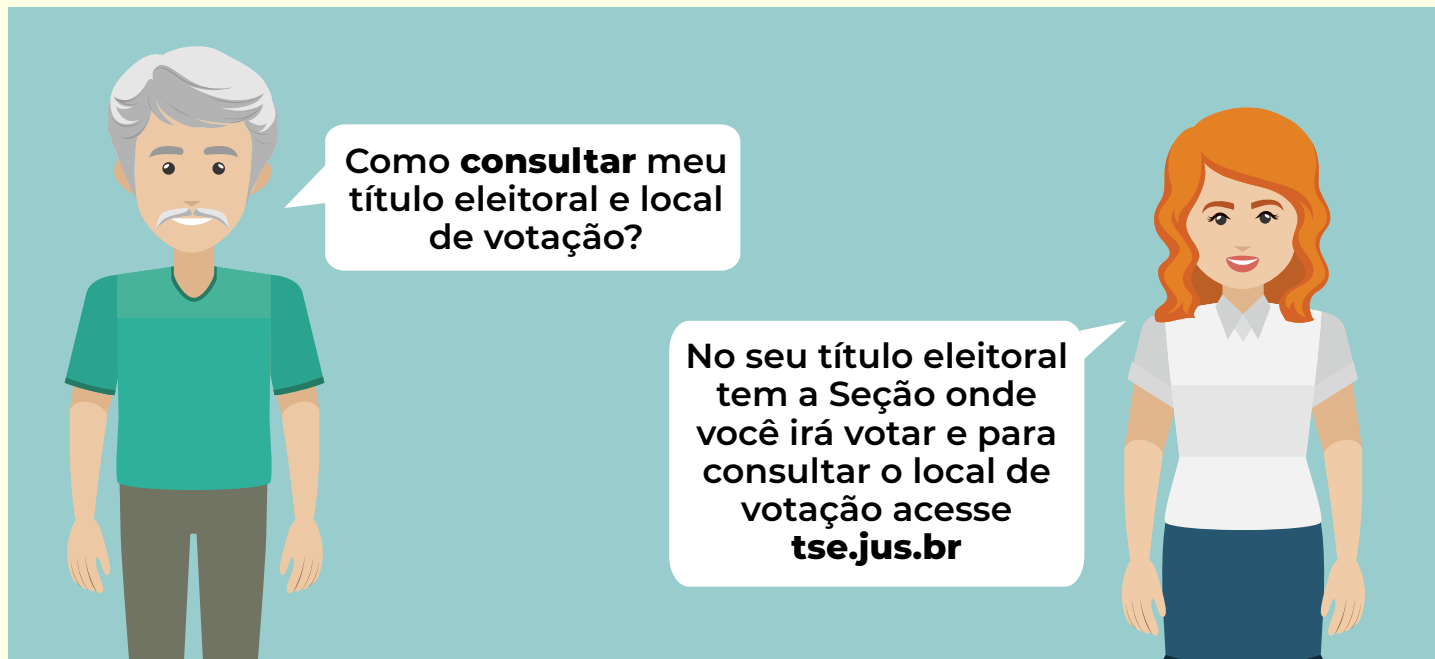 Como consultar meu
título eleitoral e local
de votação?
No seu título eleitoral
tem a Seção onde
você irá votar e para
consultar o local de
votação acesse
tse.jus.br